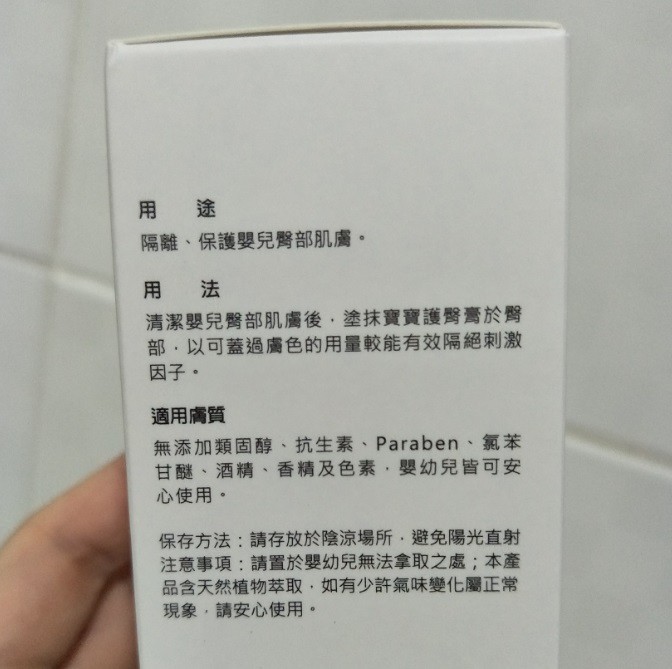 用途
隔離、保護嬰兒臀部肌膚。
用法
清潔嬰兒臀部肌膚後，塗抹寶寶護臀膏於臀
部，以可蓋過膚色的用量較能有效隔絕刺激
因子。
適用膚質
無添加類固醇、抗生素、Paraben、氯苯
甘醚、酒精、香精及色素，嬰幼兒皆可安
心使用。
保存方法：請存放於陰涼場所，避免陽光直射
注意事項：請置於嬰幼兒無法拿取之處；本產
品含天然植物萃取，如有少許氣味變化屬正常
現象，請安心使用。